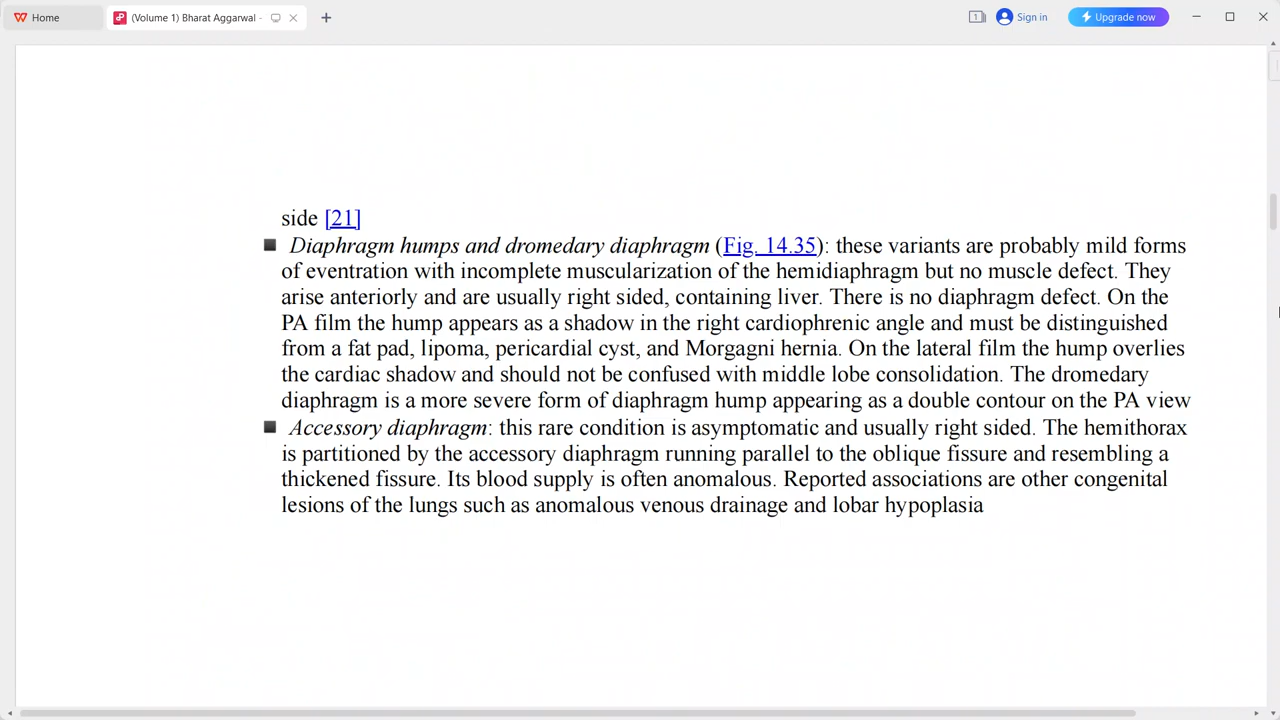 Home
(Volume 1) Bharat Aggarwal -
1
Sign in
Upgrade now
side [21]
■ Diaphragm humps and dromedary diaphragm (Fig. 14.35): these variants are probably mild forms
of eventration with incomplete muscularization of the hemidiaphragm but no muscle defect. They
arise anteriorly and are usually right sided, containing liver. There is no diaphragm defect. On the
PA film the hump appears as a shadow in the right cardiophrenic angle and must be distinguished
from a fat pad, lipoma, pericardial cyst, and Morgagni hernia. On the lateral film the hump overlies
the cardiac shadow and should not be confused with middle lobe consolidation. The dromedary
diaphragm is a more severe form of diaphragm hump appearing as a double contour on the PA view
■ Accessory diaphragm: this rare condition is asymptomatic and usually right sided. The hemithorax
is partitioned by the accessory diaphragm running parallel to the oblique fissure and resembling a
thickened fissure. Its blood supply is often anomalous. Reported associations are other congenital
lesions of the lungs such as anomalous venous drainage and lobar hypoplasia